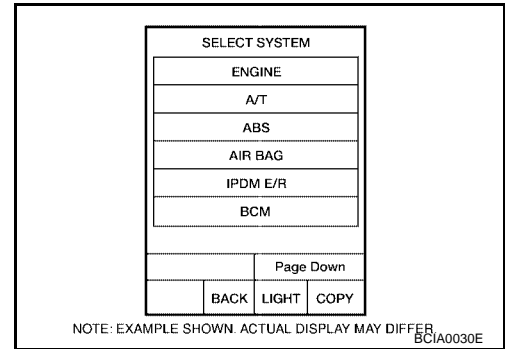 SELECT SYSTEM
ENGINE
A/T
ABS
AIR BAG
IPDM E/R
BCM
Page Down
BACK LIGHT COPY
NOTE: EXAMPLE SHOWN. ACTUAL DISPLAY MAY DIFFER.
BCIA0030E